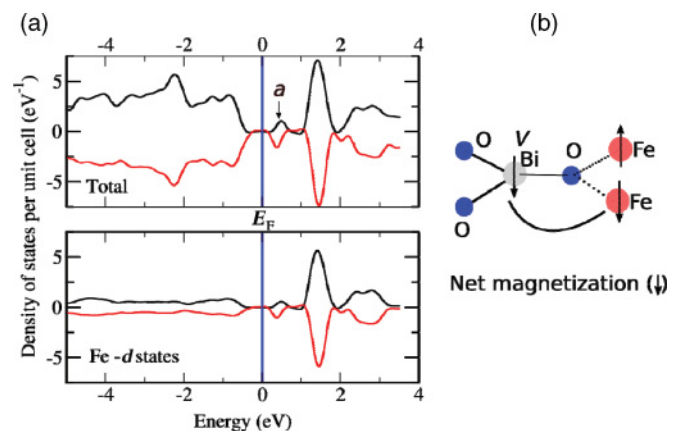 (a)
(b)
-4 -2 0 2 4
Density of states per unit cell (eV⁻¹)
5
0
-5
a
Total
E_F
5
0
-5
Fe -d states
-4 -2 0 2 4
Energy (eV)
O V O Fe
Bi
O Fe
Net magnetization (↓)